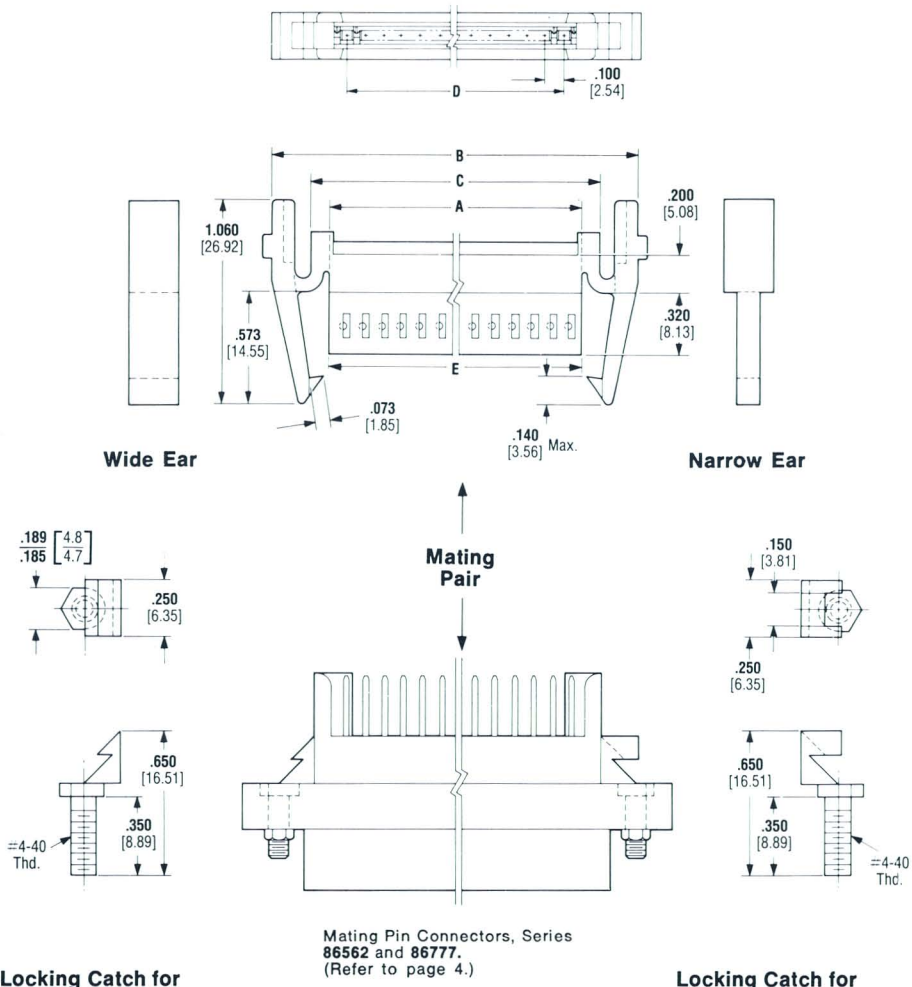 .100
[2.54]
D
B
C
A
1.060
[26.92]
.200
[5.08]
.573
[14.55]
.320
[8.13]
E
.073
[1.85]
.140
[3.56] Max.
Wide Ear
Narrow Ear
Mating
Pair
.189 [4.8
.185 4.7]
.250
[6.35]
.150
[3.81]
.250
[6.35]
.650
[16.51]
.350
[8.89]
#4-40
Thd.
.650
[16.51]
.350
[8.89]
#4-40
Thd.
Mating Pin Connectors, Series
86562 and 86777.
(Refer to page 4.)
Locking Catch for
Locking Catch for